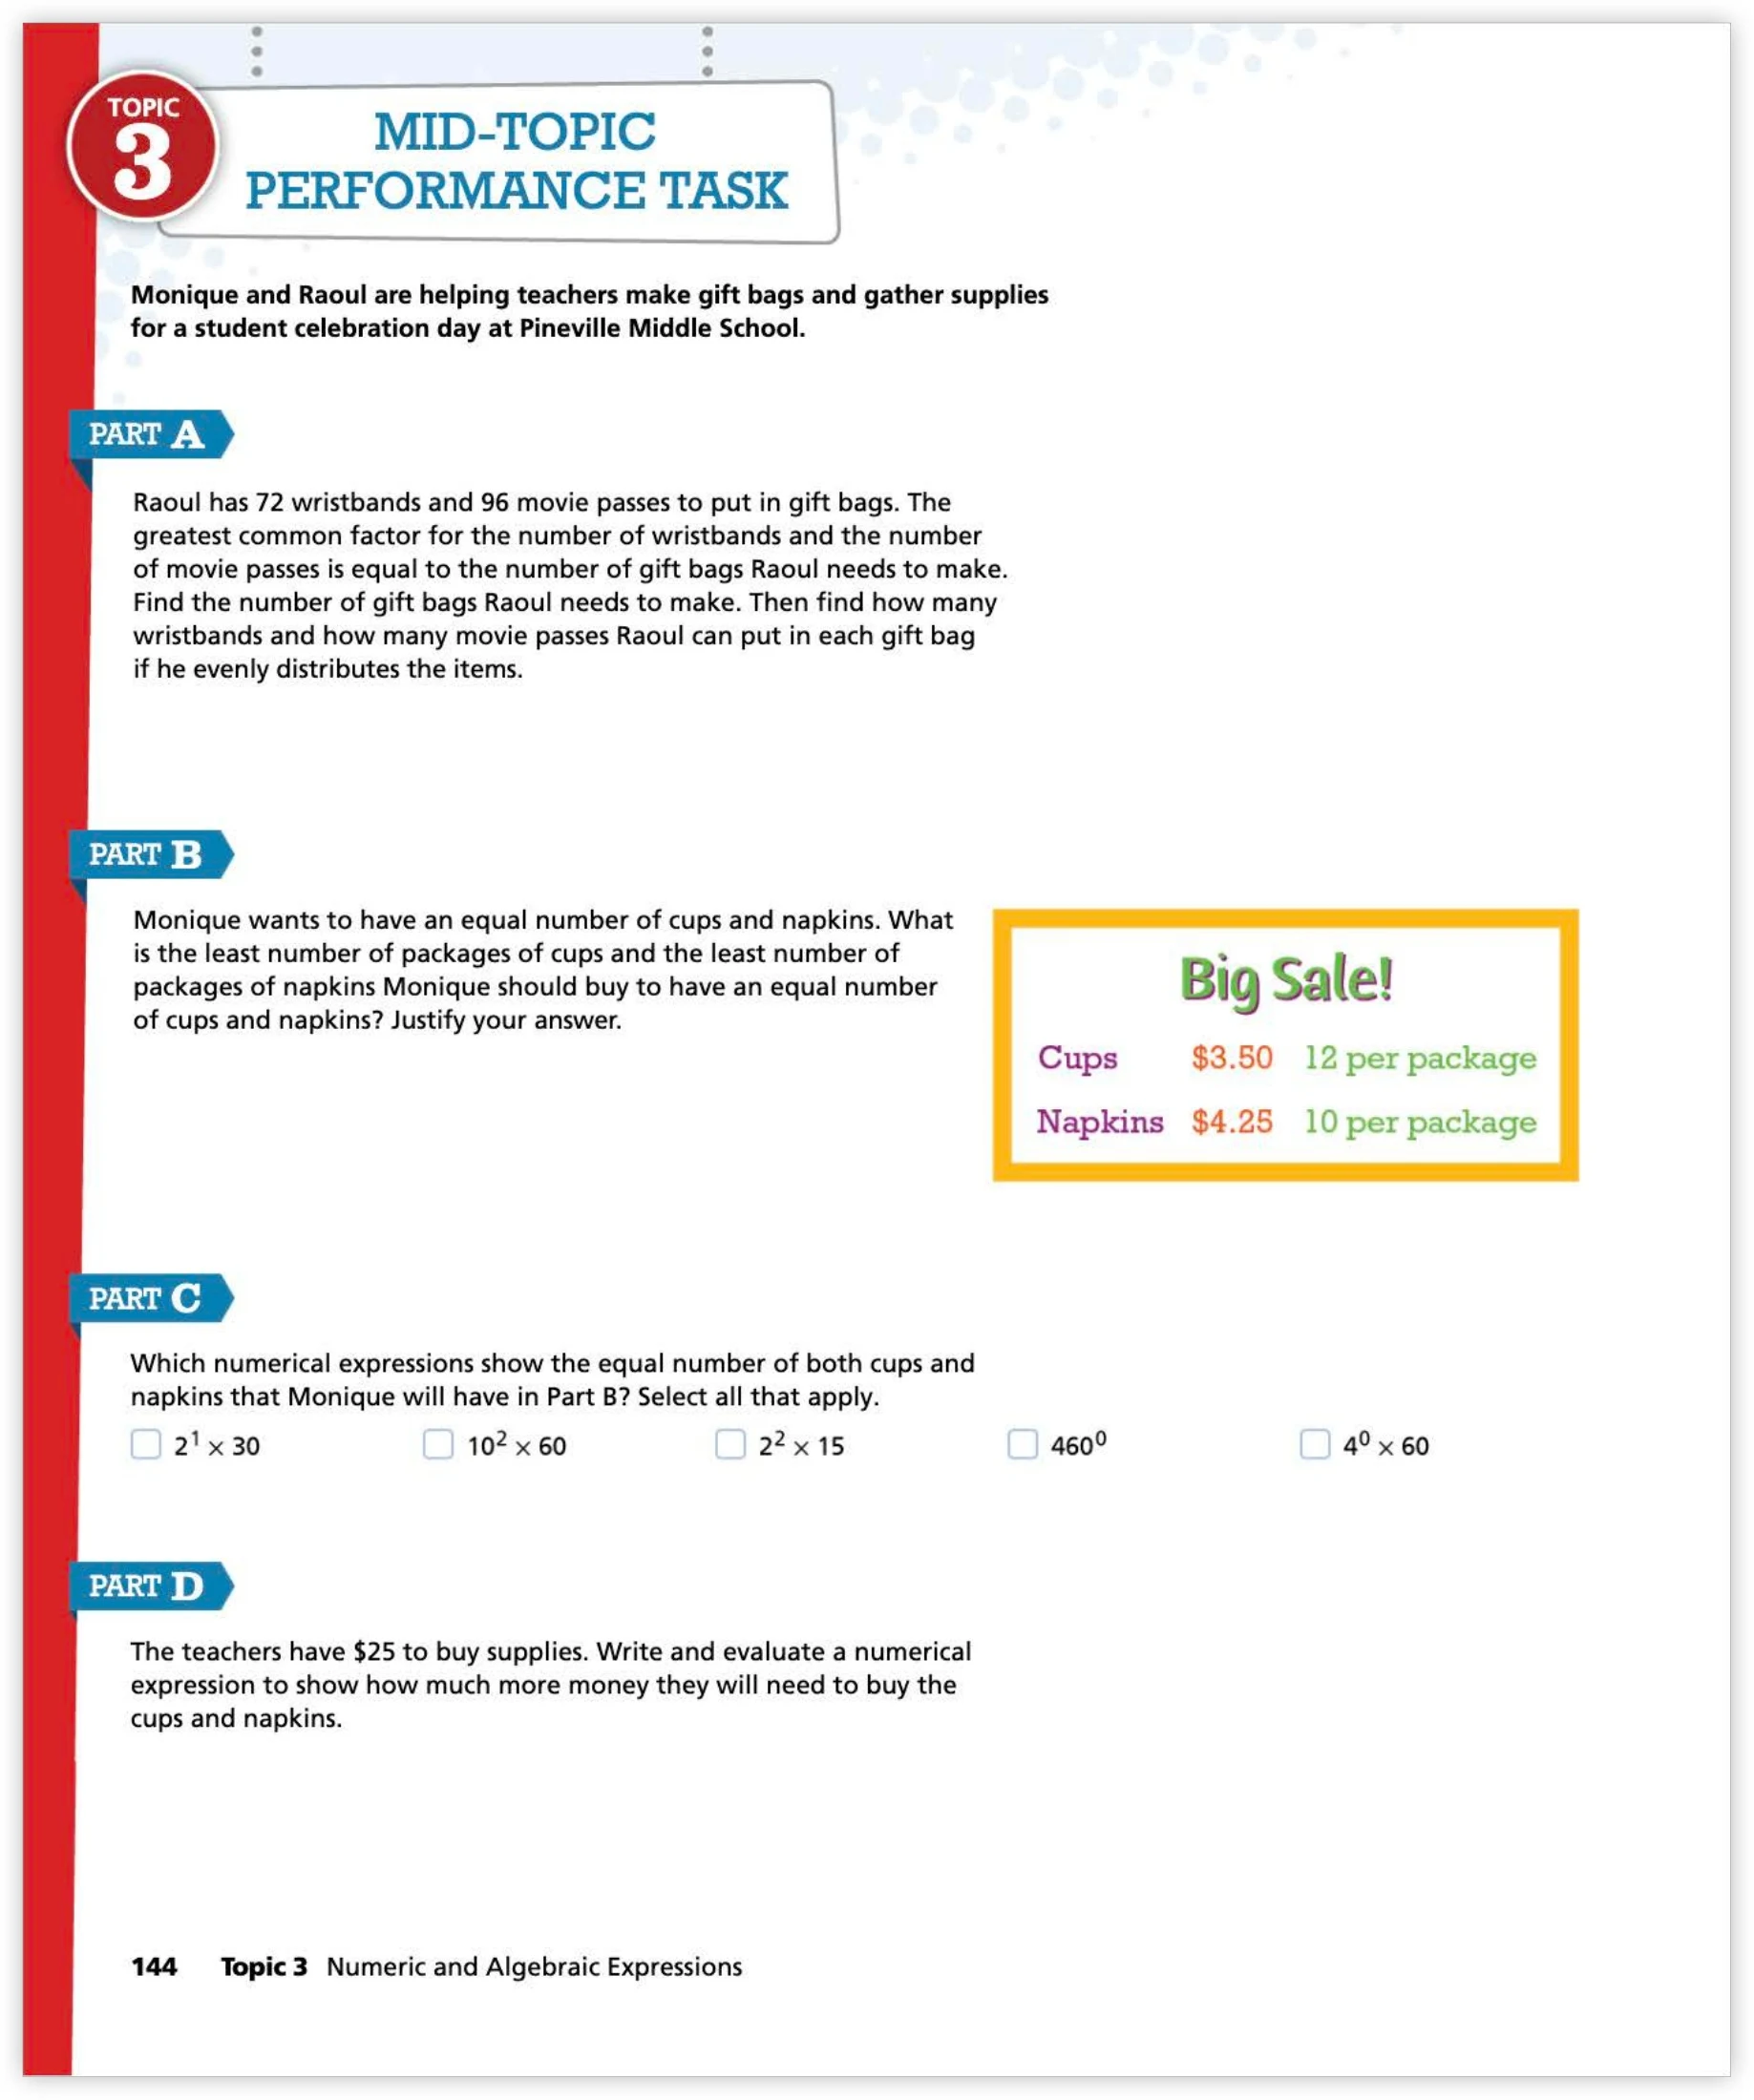 TOPIC
3
MID-TOPIC
PERFORMANCE TASK
Monique and Raoul are helping teachers make gift bags and gather supplies
for a student celebration day at Pineville Middle School.
PART A
Raoul has 72 wristbands and 96 movie passes to put in gift bags. The
greatest common factor for the number of wristbands and the number
of movie passes is equal to the number of gift bags Raoul needs to make.
Find the number of gift bags Raoul needs to make. Then find how many
wristbands and how many movie passes Raoul can put in each gift bag
if he evenly distributes the items.
PART B
Monique wants to have an equal number of cups and napkins. What
is the least number of packages of cups and the least number of
packages of napkins Monique should buy to have an equal number
of cups and napkins? Justify your answer.
Big Sale!
Cups $3.50 12 per package
Napkins $4.25 10 per package
PART C
Which numerical expressions show the equal number of both cups and
napkins that Monique will have in Part B? Select all that apply.
2¹ × 30 10² × 60 2² × 15 460⁰ 4⁰ × 60
PART D
The teachers have $25 to buy supplies. Write and evaluate a numerical
expression to show how much more money they will need to buy the
cups and napkins.
144 Topic 3 Numeric and Algebraic Expressions